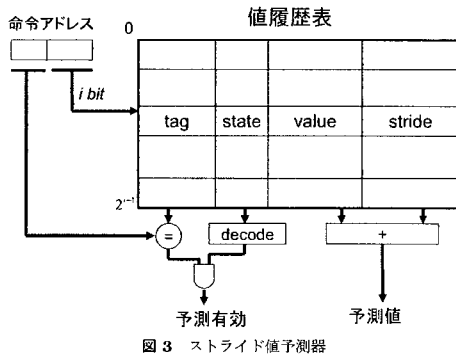 値履歴表
命令アドレス
0
i bit
tag state value stride
2^i-1
= decode +
予測有効 予測値
図 3 ストライド値予測器